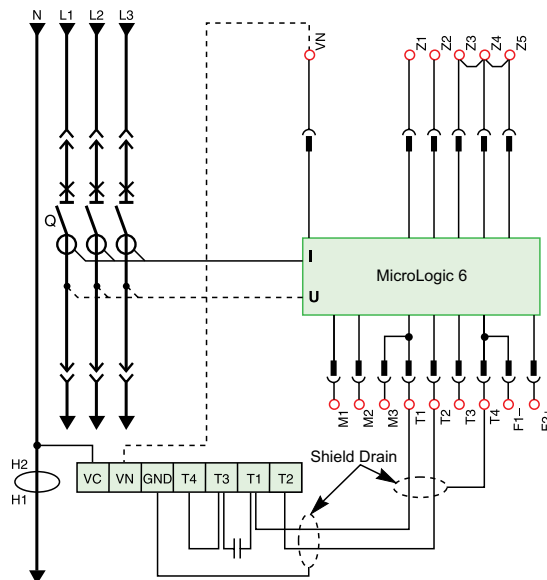 N L1 L2 L3
VN
Z1
Z2
Z3
Z4
Z5
Q
I
U
MicroLogic 6
M1
M2
M3
T1
T2
T3
T4
F1–
Shield Drain
H2
H1
VC VN GND T4 T3 T1 T2